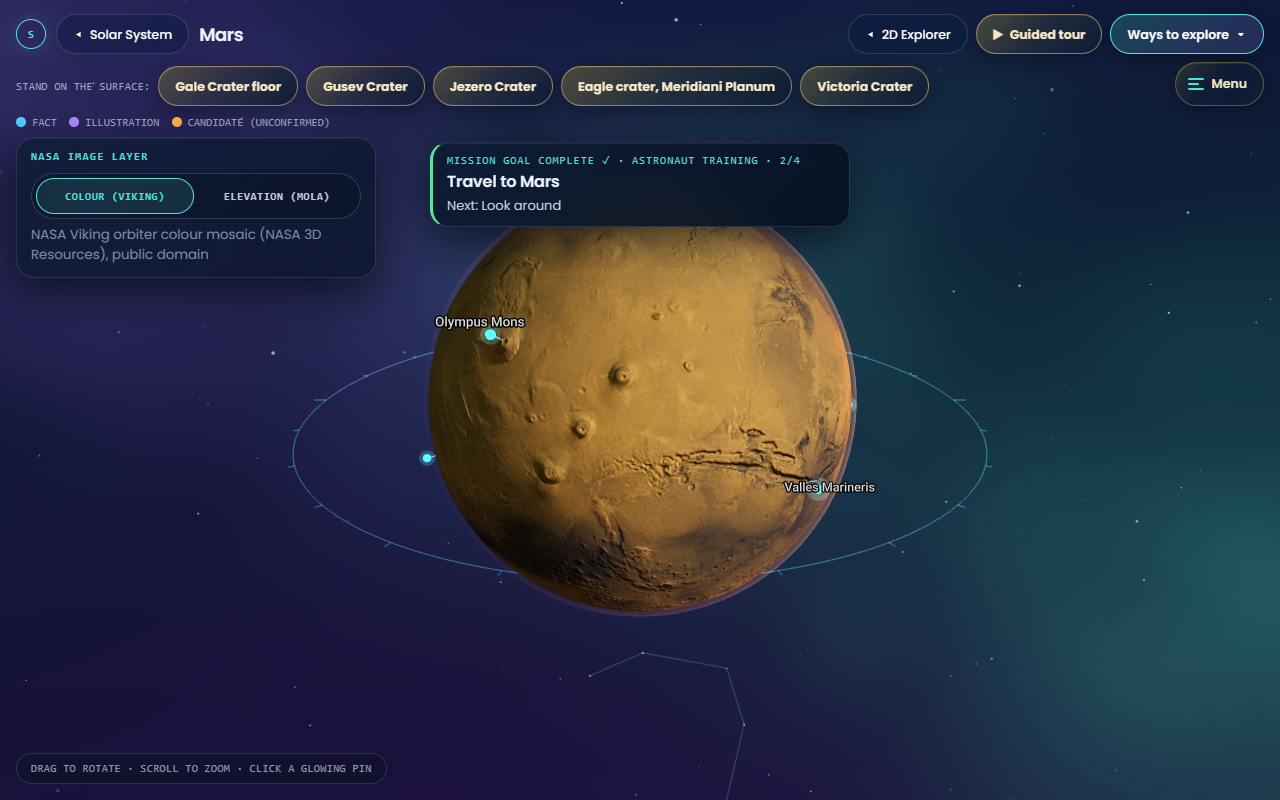 S
Solar System
Mars
2D Explorer
Guided tour
Ways to explore
STAND ON THE SURFACE:
Gale Crater floor
Gusev Crater
Jezero Crater
Eagle crater, Meridiani Planum
Victoria Crater
Menu
FACT
ILLUSTRATION
CANDIDATE (UNCONFIRMED)
NASA IMAGE LAYER
COLOUR (VIKING)
ELEVATION (MOLA)
NASA Viking orbiter colour mosaic (NASA 3D
Resources), public domain
MISSION GOAL COMPLETE ✓ · ASTRONAUT TRAINING · 2/4
Travel to Mars
Next: Look around
Olympus Mons
Valles Marineris
DRAG TO ROTATE · SCROLL TO ZOOM · CLICK A GLOWING PIN